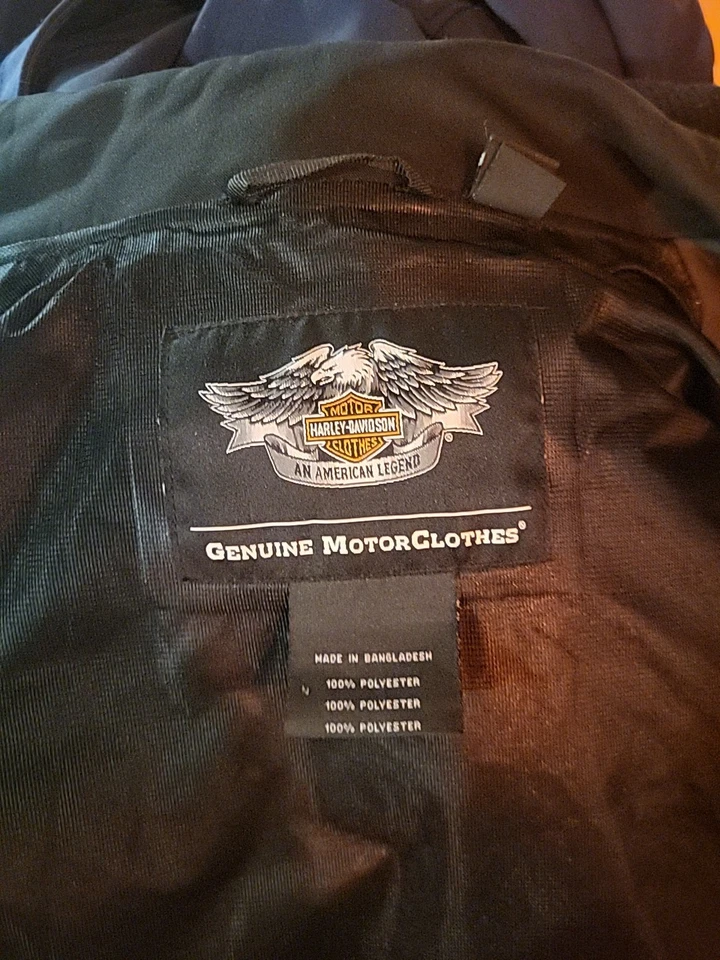 MOTOR
HARLEY-DAVIDSON
CLOTHES
®
AN AMERICAN LEGEND
GENUINE MOTORCLOTHES®
MADE IN BANGLADESH
100% POLYESTER
100% POLYESTER
100% POLYESTER